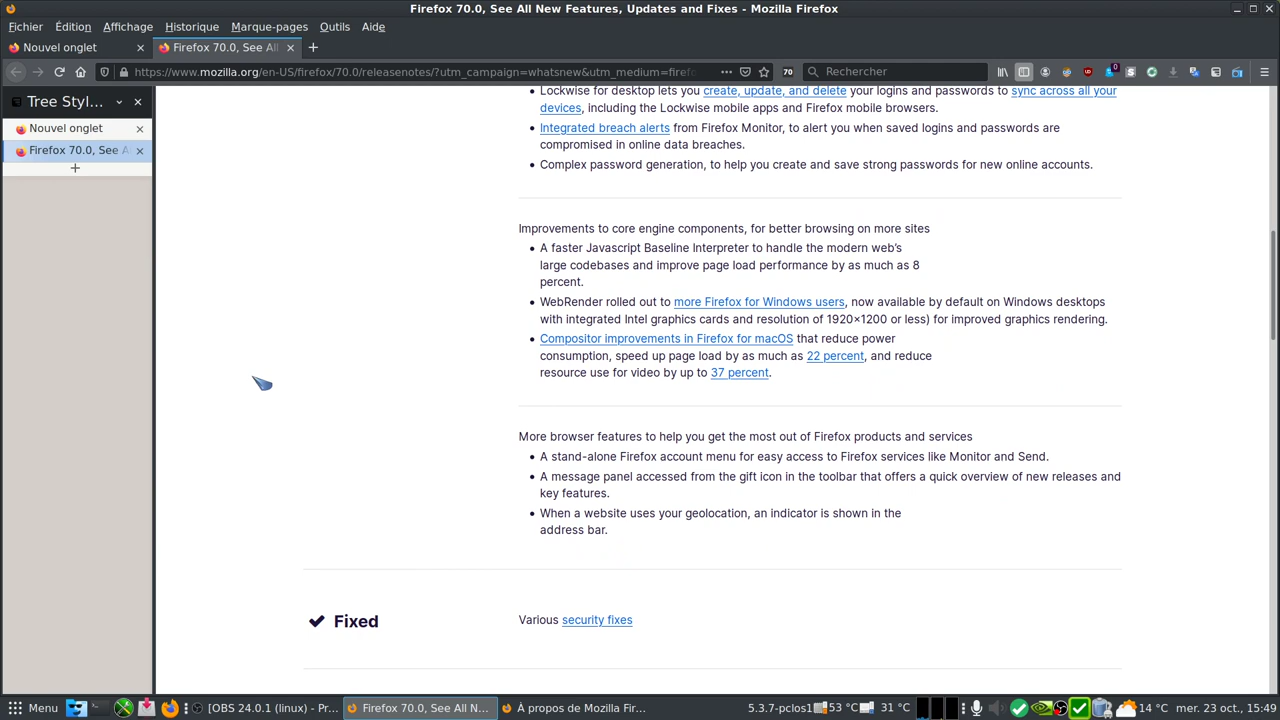 Firefox 70.0, See All New Features, Updates and Fixes - Mozilla Firefox
Fichier Édition Affichage Historique Marque-pages Outils Aide
Nouvel onglet
Firefox 70.0, See All
https://www.mozilla.org/en-US/firefox/70.0/releasenotes/?utm_campaign=whatsnew&utm_medium=firefo
70
Rechercher
0
Tree Styl...
Nouvel onglet
Firefox 70.0, See A
Lockwise for desktop lets you create, update, and delete your logins and passwords to sync across all your
devices, including the Lockwise mobile apps and Firefox mobile browsers.
Integrated breach alerts from Firefox Monitor, to alert you when saved logins and passwords are
compromised in online data breaches.
Complex password generation, to help you create and save strong passwords for new online accounts.
Improvements to core engine components, for better browsing on more sites
A faster Javascript Baseline Interpreter to handle the modern web's
large codebases and improve page load performance by as much as 8
percent.
WebRender rolled out to more Firefox for Windows users, now available by default on Windows desktops
with integrated Intel graphics cards and resolution of 1920×1200 or less) for improved graphics rendering.
Compositor improvements in Firefox for macOS that reduce power
consumption, speed up page load by as much as 22 percent, and reduce
resource use for video by up to 37 percent.
More browser features to help you get the most out of Firefox products and services
A stand-alone Firefox account menu for easy access to Firefox services like Monitor and Send.
A message panel accessed from the gift icon in the toolbar that offers a quick overview of new releases and
key features.
When a website uses your geolocation, an indicator is shown in the
address bar.
Fixed
Various security fixes
Menu
[OBS 24.0.1 (linux) - Pr...
Firefox 70.0, See All N...
À propos de Mozilla Fir...
5.3.7-pclos1
53 °C
31 °C
14 °C
mer. 23 oct., 15:49